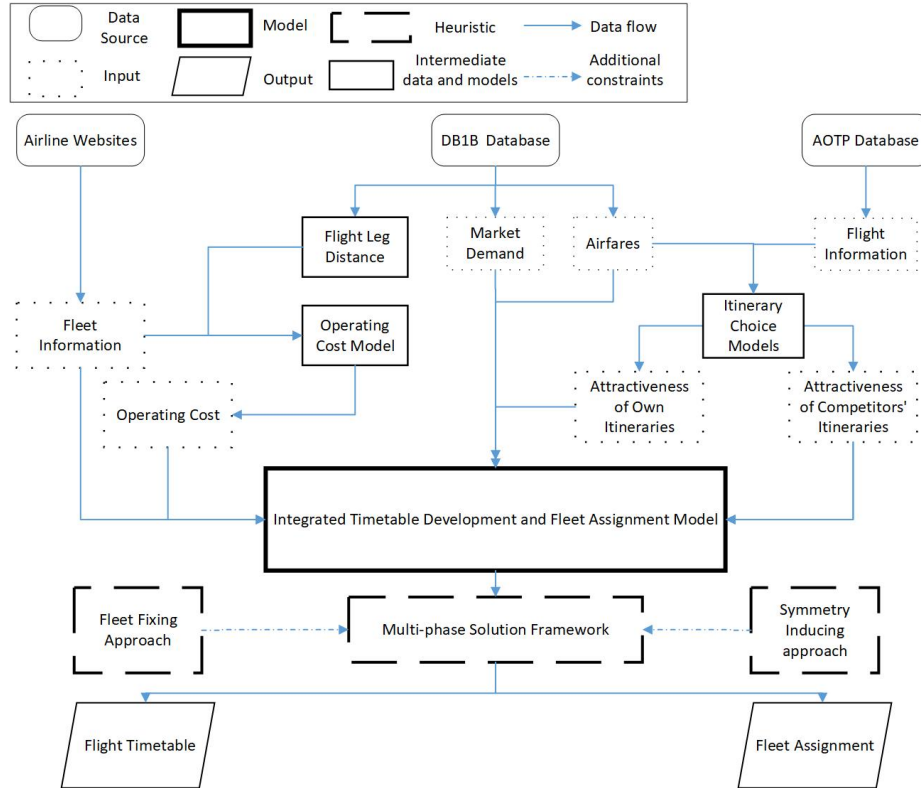 Data
Source
Model
Heuristic
Data flow
Input
Output
Intermediate
data and models
Additional
constraints
Airline Websites
DB1B Database
AOTP Database
Flight Leg
Distance
Market
Demand
Airfares
Flight
Information
Fleet
Information
Operating
Cost Model
Itinerary
Choice
Models
Operating Cost
Attractiveness
of Own
Itineraries
Attractiveness
of Competitors'
Itineraries
Integrated Timetable Development and Fleet Assignment Model
Fleet Fixing
Approach
Multi-phase Solution Framework
Symmetry
Inducing
approach
Flight Timetable
Fleet Assignment